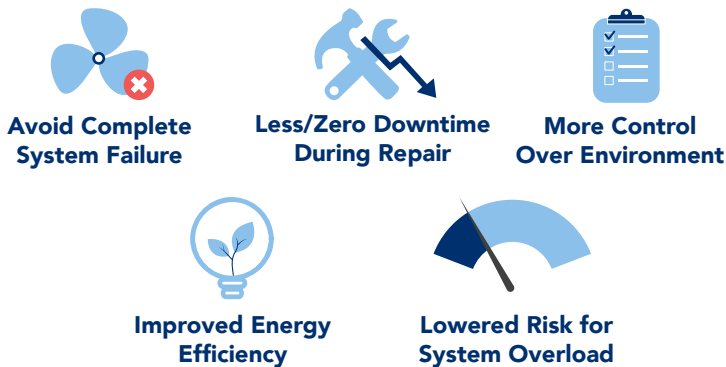 Avoid Complete
System Failure
Less/Zero Downtime
During Repair
More Control
Over Environment
Improved Energy
Efficiency
Lowered Risk for
System Overload